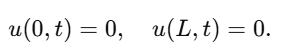 u(0, t) = 0, u(L, t) = 0.